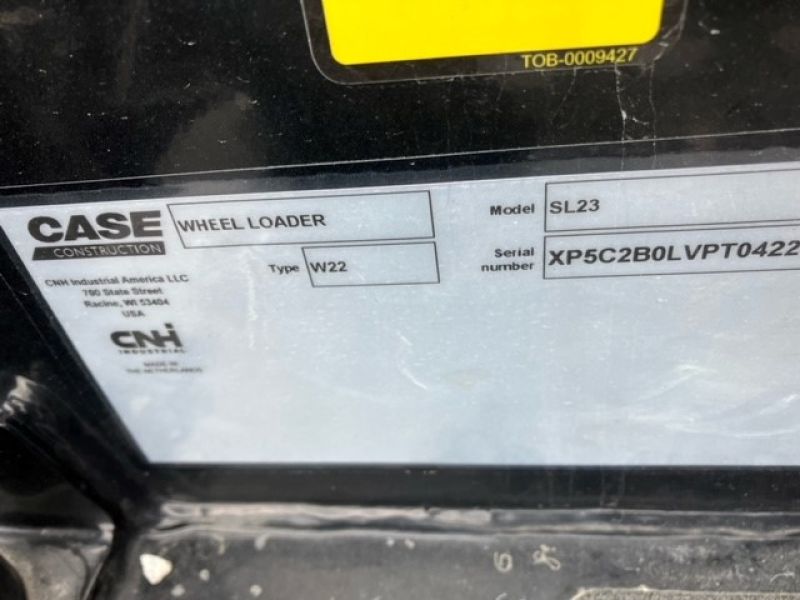 TOB-0009427
CASE
CONSTRUCTION
WHEEL LOADER
Model SL23
Type W22
Serial number XP5C2B0LVPT0422
CNH Industrial America LLC
700 State Street
Racine, WI 53404
USA
CNH
INDUSTRIAL
MADE IN
THE NETHERLANDS